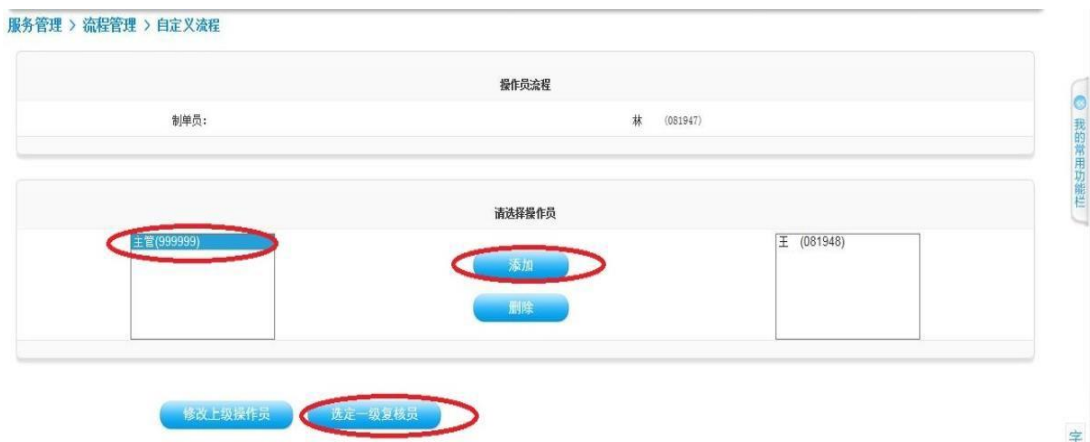 服务管理 > 流程管理 > 自定义流程
操作员流程
制单员: 林 (081947)
请选择操作员
主管(999999)
添加
删除
王 (081948)
修改上级操作员 选定一级复核员
我的常用功能栏
字